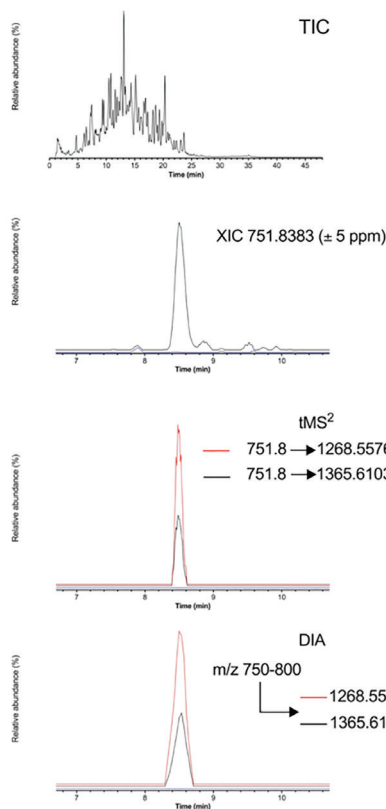 TIC
Relative abundance (%)
0 5 10 15 20 25 30 35 40 45
Time (min)
XIC 751.8383 (± 5 ppm)
Relative abundance (%)
7 8 9 10
Time (min)
tMS²
751.8 → 1268.5576
751.8 → 1365.6103
Relative abundance (%)
7 8 9 10
Time (min)
DIA
m/z 750-800
1268.55
1365.61
Relative abundance (%)
7 8 9 10
Time (min)